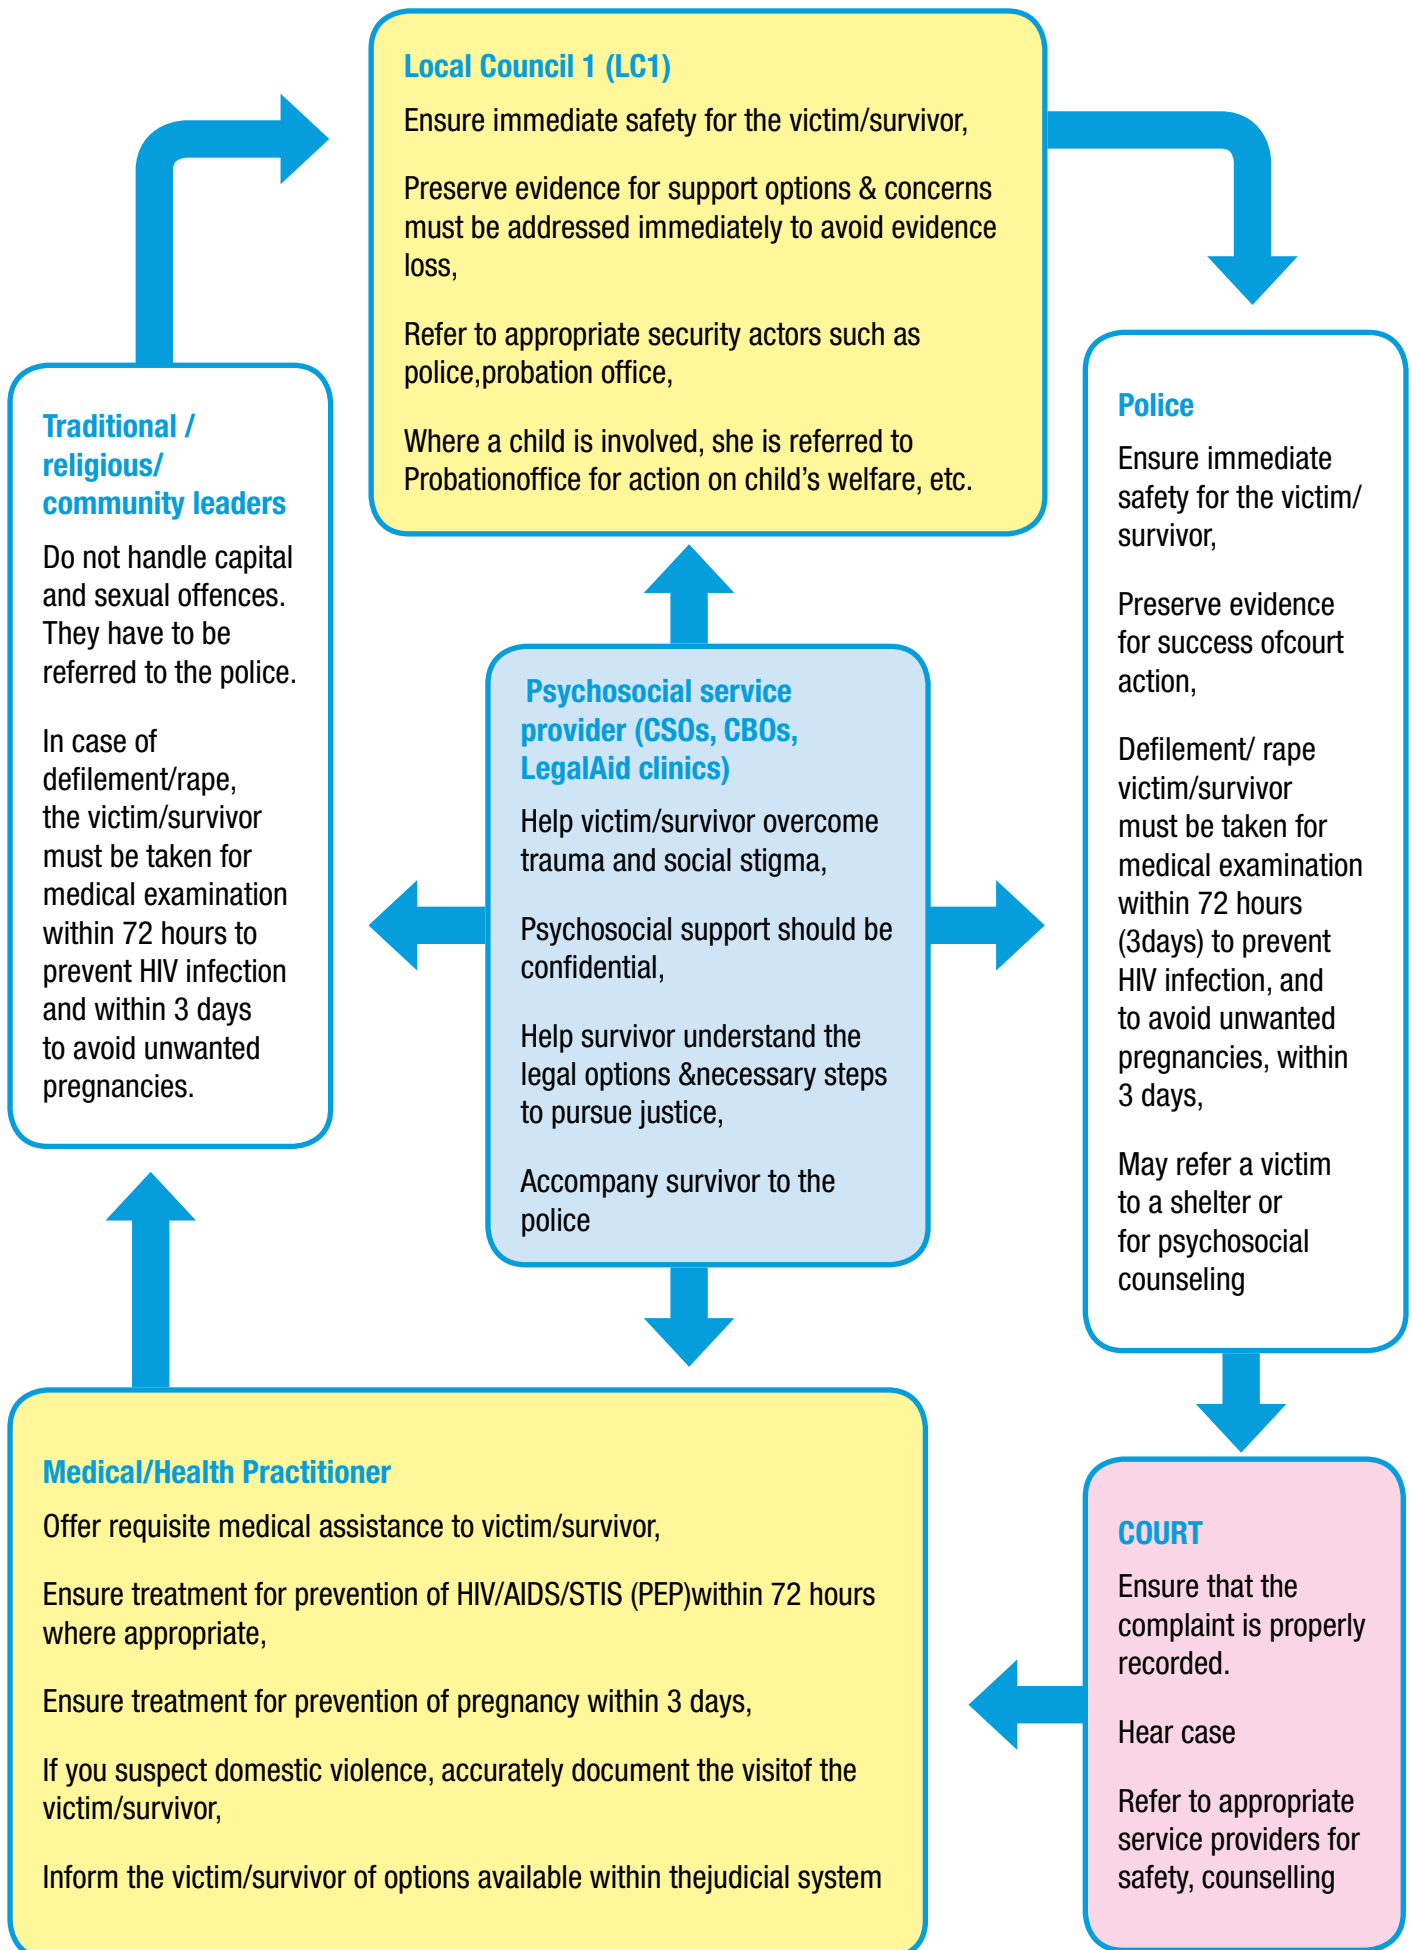 Local Council 1 (LC1)
Ensure immediate safety for the victim/survivor,
Preserve evidence for support options & concerns
must be addressed immediately to avoid evidence
loss,
Refer to appropriate security actors such as
police,probation office,
Where a child is involved, she is referred to
Probationoffice for action on child's welfare, etc.
Traditional /
religious/
community leaders
Do not handle capital
and sexual offences.
They have to be
referred to the police.
In case of
defilement/rape,
the victim/survivor
must be taken for
medical examination
within 72 hours to
prevent HIV infection
and within 3 days
to avoid unwanted
pregnancies.
Psychosocial service
provider (CSOs, CBOs,
LegalAid clinics)
Help victim/survivor overcome
trauma and social stigma,
Psychosocial support should be
confidential,
Help survivor understand the
legal options &necessary steps
to pursue justice,
Accompany survivor to the
police
Police
Ensure immediate
safety for the victim/
survivor,
Preserve evidence
for success ofcourt
action,
Defilement/ rape
victim/survivor
must be taken for
medical examination
within 72 hours
(3days) to prevent
HIV infection, and
to avoid unwanted
pregnancies, within
3 days,
May refer a victim
to a shelter or
for psychosocial
counseling
Medical/Health Practitioner
Offer requisite medical assistance to victim/survivor,
Ensure treatment for prevention of HIV/AIDS/STIS (PEP)within 72 hours
where appropriate,
Ensure treatment for prevention of pregnancy within 3 days,
If you suspect domestic violence, accurately document the visitof the
victim/survivor,
Inform the victim/survivor of options available within thejudicial system
COURT
Ensure that the
complaint is properly
recorded.
Hear case
Refer to appropriate
service providers for
safety, counselling